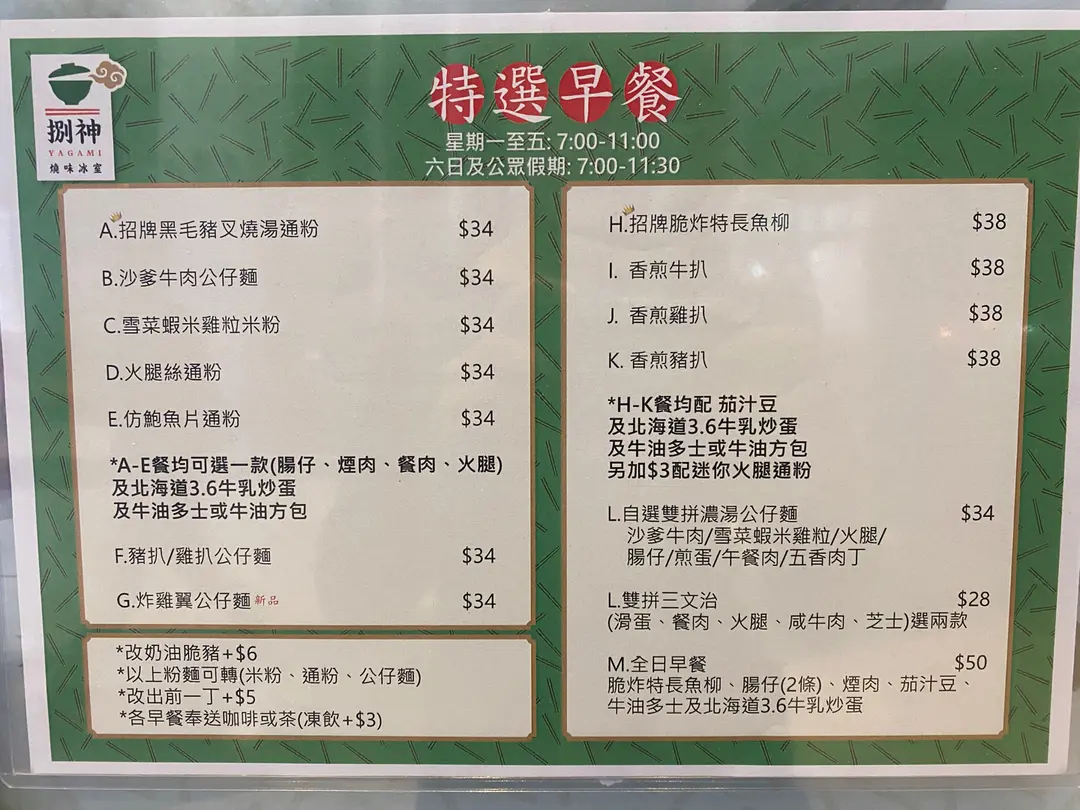 捌神
YAGAMI
燒味冰室
特選早餐
星期一至五: 7:00-11:00
六日及公眾假期: 7:00-11:30
A.招牌黑毛豬叉燒湯通粉 $34
B.沙爹牛肉公仔麵 $34
C.雪菜蝦米雞粒米粉 $34
D.火腿絲通粉 $34
E.仿鮑魚片通粉 $34
*A-E餐均可選一款(腸仔、煙肉、餐肉、火腿)
及北海道3.6牛乳炒蛋
及牛油多士或牛油方包
F.豬扒/雞扒公仔麵 $34
G.炸雞翼公仔麵 新品 $34
*改奶油脆豬+$6
*以上粉麵可轉(米粉、通粉、公仔麵)
*改出前一丁+$5
*各早餐奉送咖啡或茶(凍飲+$3)
H.招牌脆炸特長魚柳 $38
I. 香煎牛扒 $38
J. 香煎雞扒 $38
K. 香煎豬扒 $38
*H-K餐均配 茄汁豆
及北海道3.6牛乳炒蛋
及牛油多士或牛油方包
另加$3配迷你火腿通粉
L.自選雙拼濃湯公仔麵 $34
沙爹牛肉/雪菜蝦米雞粒/火腿/
腸仔/煎蛋/午餐肉/五香肉丁
L.雙拼三文治 $28
(滑蛋、餐肉、火腿、咸牛肉、芝士)選兩款
M.全日早餐 $50
脆炸特長魚柳、腸仔(2條)、煙肉、茄汁豆、
牛油多士及北海道3.6牛乳炒蛋